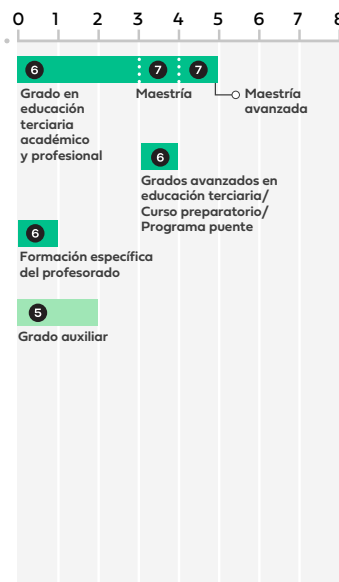 0 1 2 3 4 5 6 7 8
6 7 7
Grado en
educación
terciaria
académico
y profesional
Maestría
Maestría
avanzada
6
Grados avanzados en
educación terciaria/
Curso preparatorio/
Programa puente
6
Formación específica
del profesorado
5
Grado auxiliar